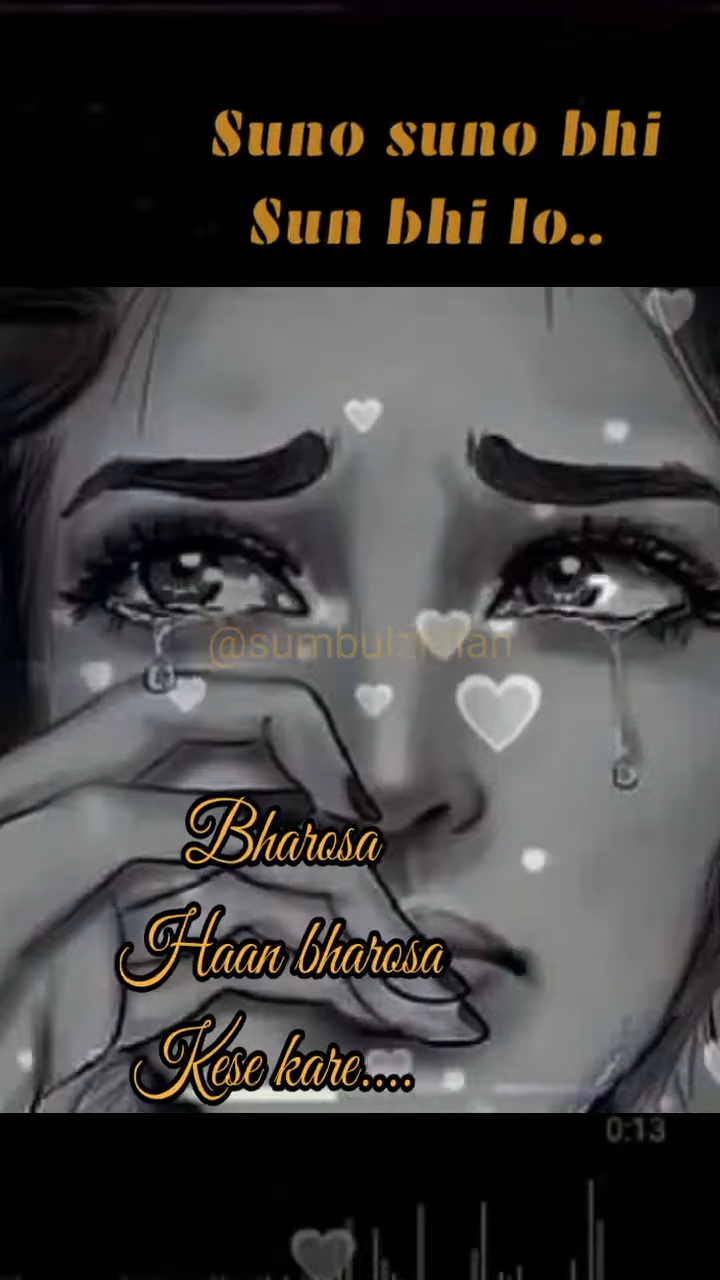 Suno suno bhi
Sun bhi lo..
Bharosa
Haan bharosa
Kese kare....
0:13